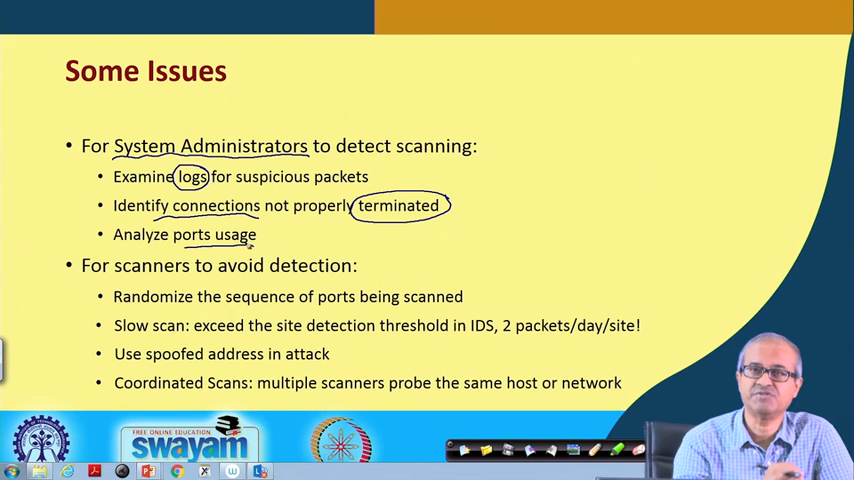 Some Issues
• For System Administrators to detect scanning:
• Examine logs for suspicious packets
• Identify connections not properly terminated
• Analyze ports usage
• For scanners to avoid detection:
• Randomize the sequence of ports being scanned
• Slow scan: exceed the site detection threshold in IDS, 2 packets/day/site!
• Use spoofed address in attack
• Coordinated Scans: multiple scanners probe the same host or network
FREE ONLINE EDUCATION
swayam